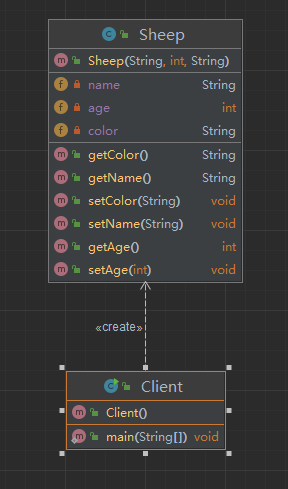 Sheep
Sheep(String, int, String)
name String
age int
color String
getColor() String
getName() String
setColor(String) void
setName(String) void
getAge() int
setAge(int) void
«create»
Client
Client()
main(String[]) void